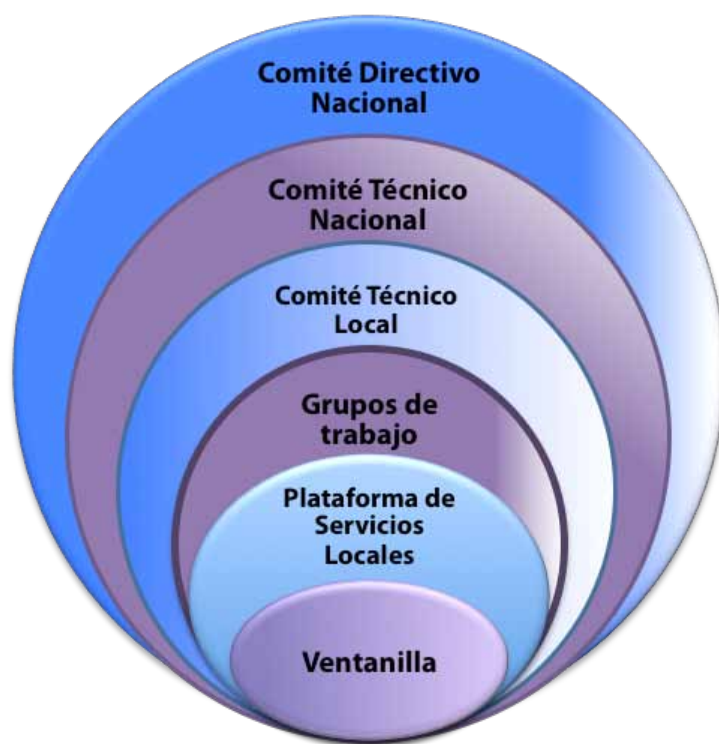 Comité Directivo
Nacional
Comité Técnico
Nacional
Comité Técnico
Local
Grupos de
trabajo
Plataforma de
Servicios
Locales
Ventanilla